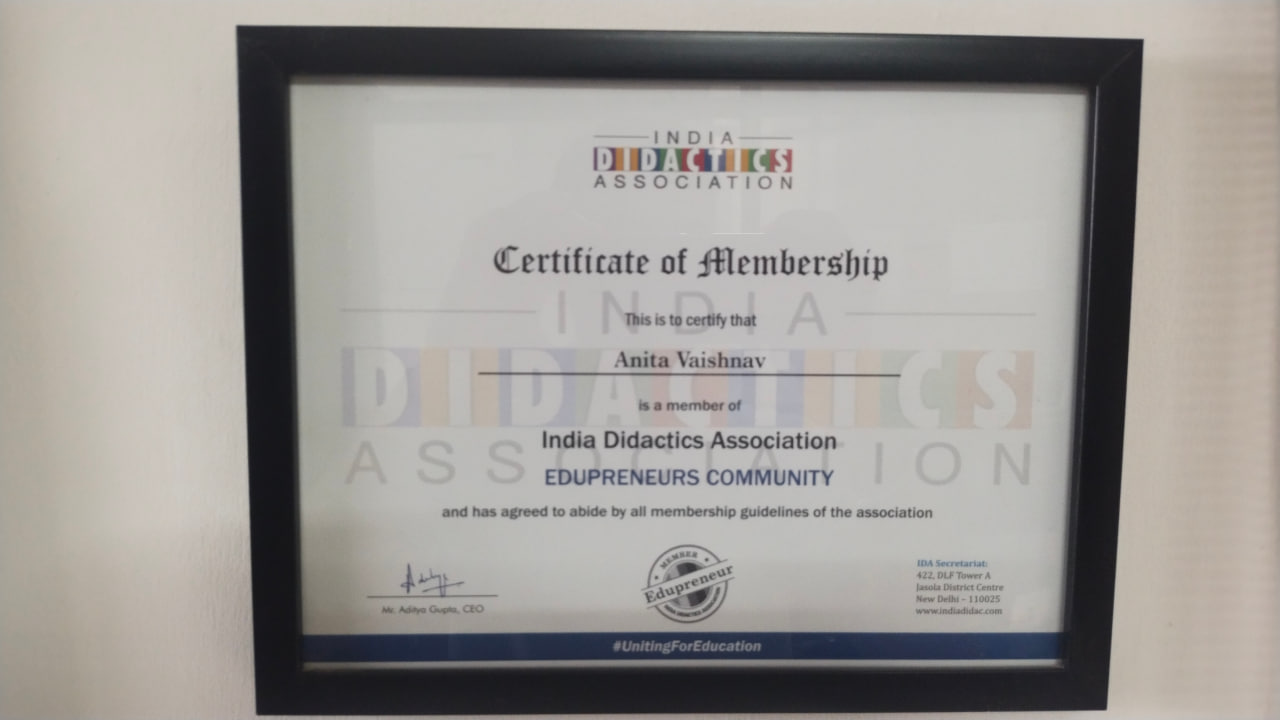 INDIA
DIDACTICS
ASSOCIATION
Certificate of Membership
INDIA
This is to certify that
Anita Vaishnav
DIDACTICS
is a member of
India Didactics Association
ASSOCIATION
EDUPRENEURS COMMUNITY
and has agreed to abide by all membership guidelines of the association
Mr. Aditya Gupta, CEO
MEMBER
Edupreneur
INDIA DIDACTICS ASSOCIATION
IDA Secretariat:
422, DLF Tower A
Jasola District Centre
New Delhi – 110025
www.indiadidac.com
#UnitingForEducation